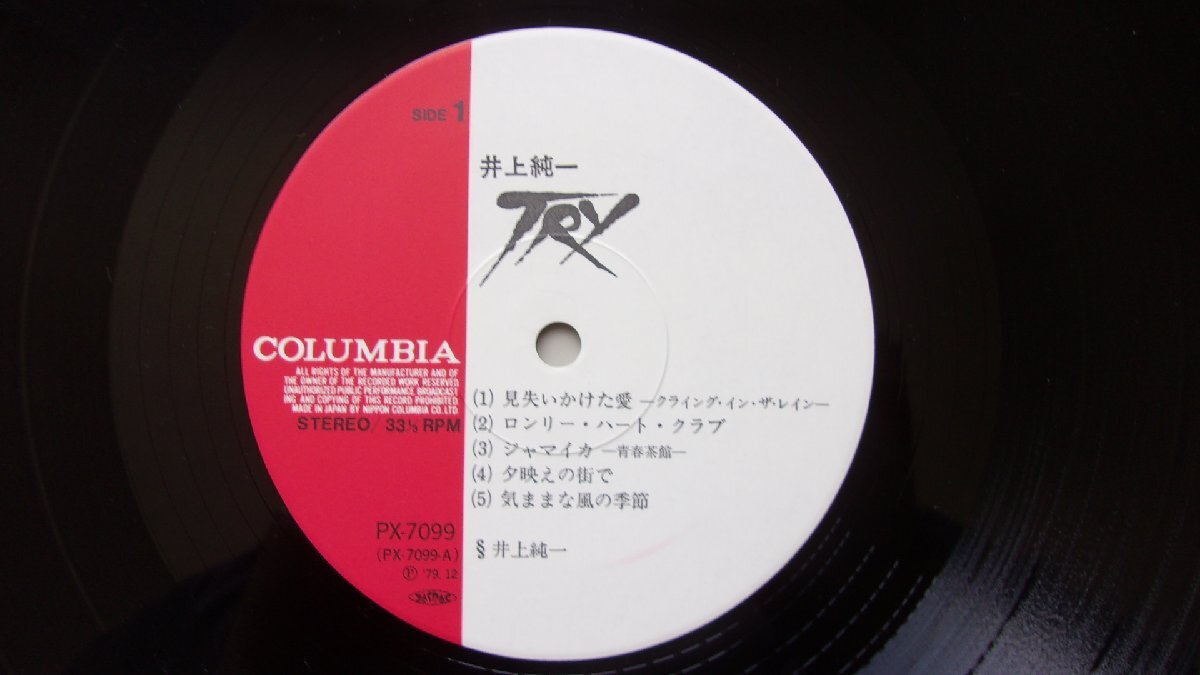 SIDE 1
井上純一
TRY
COLUMBIA
ALL RIGHTS OF THE MANUFACTURER AND OF
THE OWNER OF THE RECORDED WORK RESERVED
UNAUTHORIZED PUBLIC PERFORMANCE BROADCAST
ING AND COPYING OF THIS RECORD PROHIBITED
MADE IN JAPAN BY NIPPON COLUMBIA CO. LTD.
STEREO/ 33⅓ RPM
(1) 見失いかけた愛 ―クライング・イン・ザ・レイン―
(2) ロンリー・ハート・クラブ
(3) ジャマイカ ―青春茶館―
(4) 夕映えの街で
(5) 気ままな風の季節
§ 井上純一
PX-7099
(PX-7099-A)
Ⓟ '79. 12